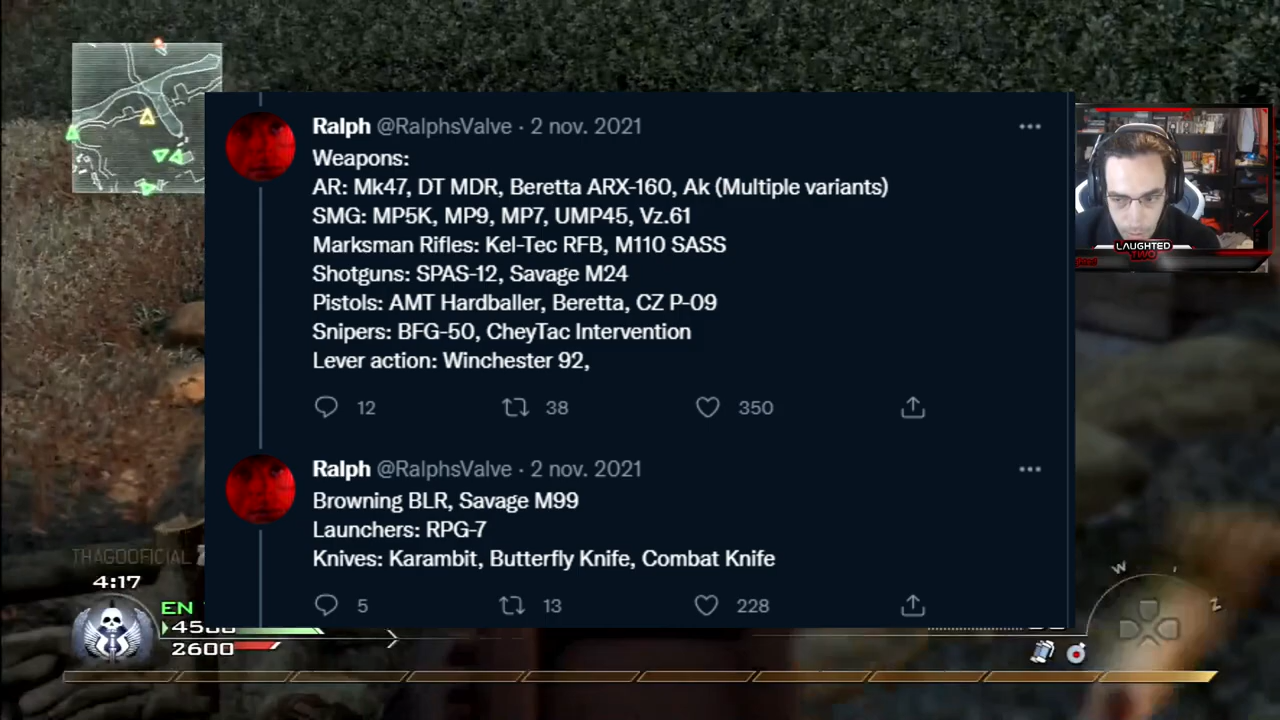 Ralph @RalphsValve · 2 nov. 2021
Weapons:
AR: Mk47, DT MDR, Beretta ARX-160, Ak (Multiple variants)
SMG: MP5K, MP9, MP7, UMP45, Vz.61
Marksman Rifles: Kel-Tec RFB, M110 SASS
Shotguns: SPAS-12, Savage M24
Pistols: AMT Hardballer, Beretta, CZ P-09
Snipers: BFG-50, CheyTac Intervention
Lever action: Winchester 92,
12 38 350
Ralph @RalphsValve · 2 nov. 2021
Browning BLR, Savage M99
Launchers: RPG-7
Knives: Karambit, Butterfly Knife, Combat Knife
5 13 228
LAUGHTED
TWO
THAGOOFICIAL
4:17
EN
4500
2600
W
N